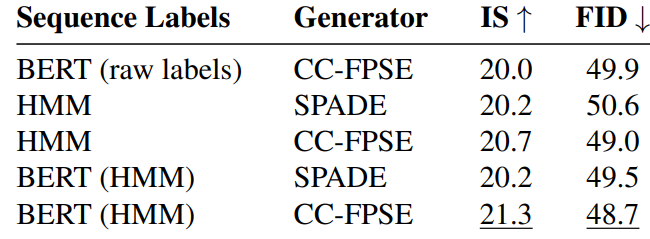 Sequence Labels Generator IS ↑ FID ↓
BERT (raw labels) CC-FPSE 20.0 49.9
HMM SPADE 20.2 50.6
HMM CC-FPSE 20.7 49.0
BERT (HMM) SPADE 20.2 49.5
BERT (HMM) CC-FPSE 21.3 48.7